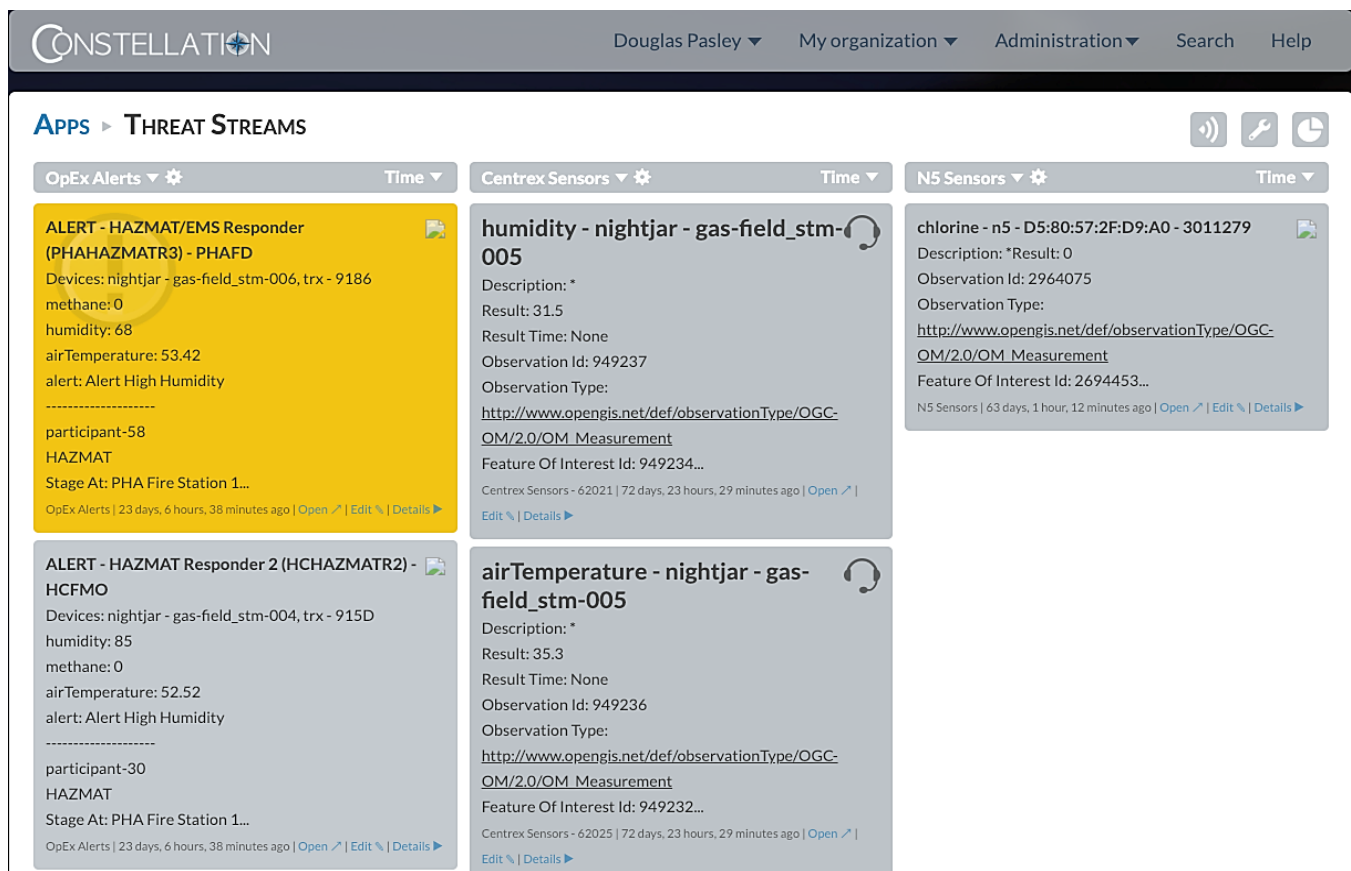 CONSTELLATION
Douglas Pasley ▼ My organization ▼ Administration ▼ Search Help
APPS ▸ THREAT STREAMS
OpEx Alerts ▼ Time ▼
ALERT - HAZMAT/EMS Responder
(PHAHAZMATR3) - PHAFD
Devices: nightjar - gas-field_stm-006, trx - 9186
methane: 0
humidity: 68
airTemperature: 53.42
alert: Alert High Humidity
--------------------
participant-58
HAZMAT
Stage At: PHA Fire Station 1...
OpEx Alerts | 23 days, 6 hours, 38 minutes ago | Open ↗ | Edit ✎ | Details ▶
ALERT - HAZMAT Responder 2 (HCHAZMATR2) -
HCFMO
Devices: nightjar - gas-field_stm-004, trx - 915D
humidity: 85
methane: 0
airTemperature: 52.52
alert: Alert High Humidity
--------------------
participant-30
HAZMAT
Stage At: PHA Fire Station 1...
OpEx Alerts | 23 days, 6 hours, 38 minutes ago | Open ↗ | Edit ✎ | Details ▶
Centrex Sensors ▼ Time ▼
humidity - nightjar - gas-field_stm-
005
Description: *
Result: 31.5
Result Time: None
Observation Id: 949237
Observation Type:
http://www.opengis.net/def/observationType/OGC-
OM/2.0/OM_Measurement
Feature Of Interest Id: 949234...
Centrex Sensors - 62021 | 72 days, 23 hours, 29 minutes ago | Open ↗ |
Edit ✎ | Details ▶
airTemperature - nightjar - gas-
field_stm-005
Description: *
Result: 35.3
Result Time: None
Observation Id: 949236
Observation Type:
http://www.opengis.net/def/observationType/OGC-
OM/2.0/OM_Measurement
Feature Of Interest Id: 949232...
Centrex Sensors - 62025 | 72 days, 23 hours, 29 minutes ago | Open ↗ |
Edit ✎ | Details ▶
N5 Sensors ▼ Time ▼
chlorine - n5 - D5:80:57:2F:D9:A0 - 3011279
Description: *Result: 0
Observation Id: 2964075
Observation Type:
http://www.opengis.net/def/observationType/OGC-
OM/2.0/OM_Measurement
Feature Of Interest Id: 2694453...
N5 Sensors | 63 days, 1 hour, 12 minutes ago | Open ↗ | Edit ✎ | Details ▶